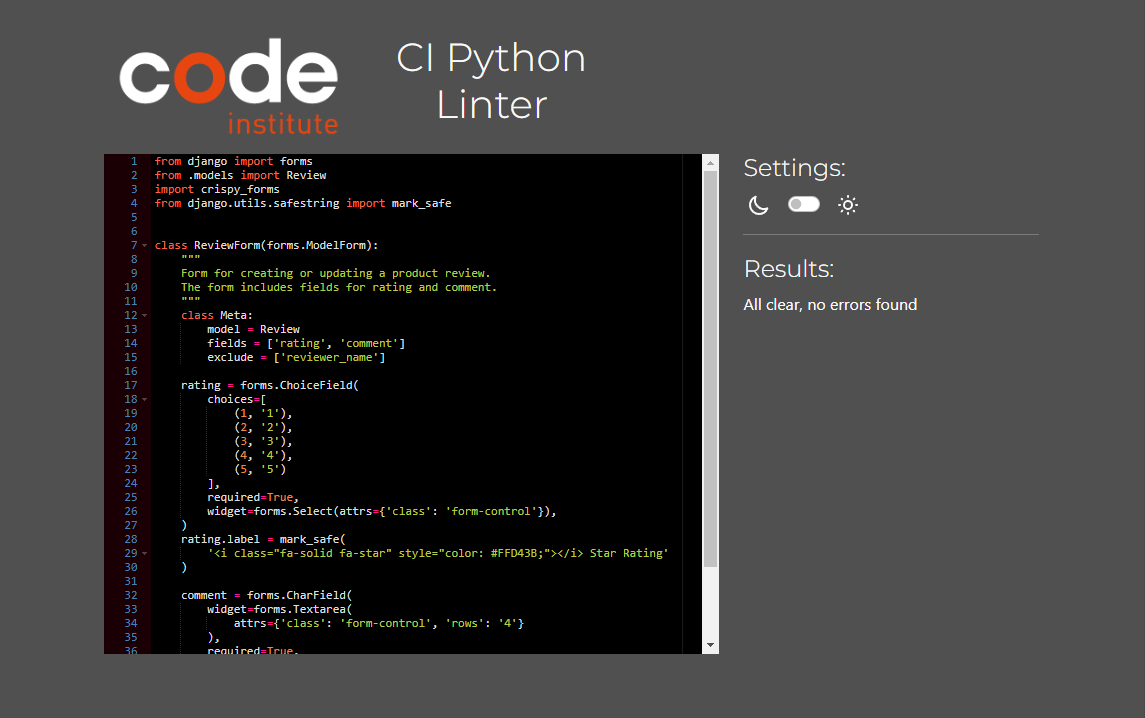 code
institute
CI Python
Linter
1 from django import forms
2 from .models import Review
3 import crispy_forms
4 from django.utils.safestring import mark_safe
5
6
7 class ReviewForm(forms.ModelForm):
8     """
9     Form for creating or updating a product review.
10     The form includes fields for rating and comment.
11     """
12     class Meta:
13         model = Review
14         fields = ['rating', 'comment']
15         exclude = ['reviewer_name']
16
17     rating = forms.ChoiceField(
18         choices=[
19             (1, '1'),
20             (2, '2'),
21             (3, '3'),
22             (4, '4'),
23             (5, '5')
24         ],
25         required=True,
26         widget=forms.Select(attrs={'class': 'form-control'}),
27     )
28     rating.label = mark_safe(
29         '<i class="fa-solid fa-star" style="color: #FFD43B;"></i> Star Rating'
30     )
31
32     comment = forms.CharField(
33         widget=forms.Textarea(
34             attrs={'class': 'form-control', 'rows': '4'}
35         ),
36         required=True,
Settings:
Results:
All clear, no errors found